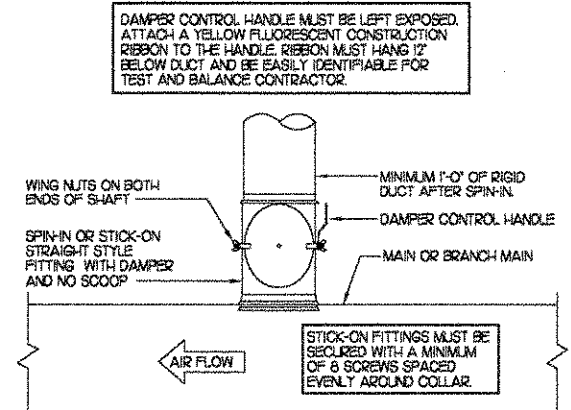 DAMPER CONTROL HANDLE MUST BE LEFT EXPOSED.
ATTACH A YELLOW FLUORESCENT CONSTRUCTION
RIBBON TO THE HANDLE. RIBBON MUST HANG 12"
BELOW DUCT AND BE EASILY IDENTIFIABLE FOR
TEST AND BALANCE CONTRACTOR.
WING NUTS ON BOTH
ENDS OF SHAFT
MINIMUM 1'-0" OF RIGID
DUCT AFTER SPIN-IN.
DAMPER CONTROL HANDLE
SPIN-IN OR STICK-ON
STRAIGHT STYLE
FITTING WITH DAMPER
AND NO SCOOP
MAIN OR BRANCH MAIN
AIR FLOW
STICK-ON FITTINGS MUST BE
SECURED WITH A MINIMUM
OF 8 SCREWS SPACED
EVENLY AROUND COLLAR.